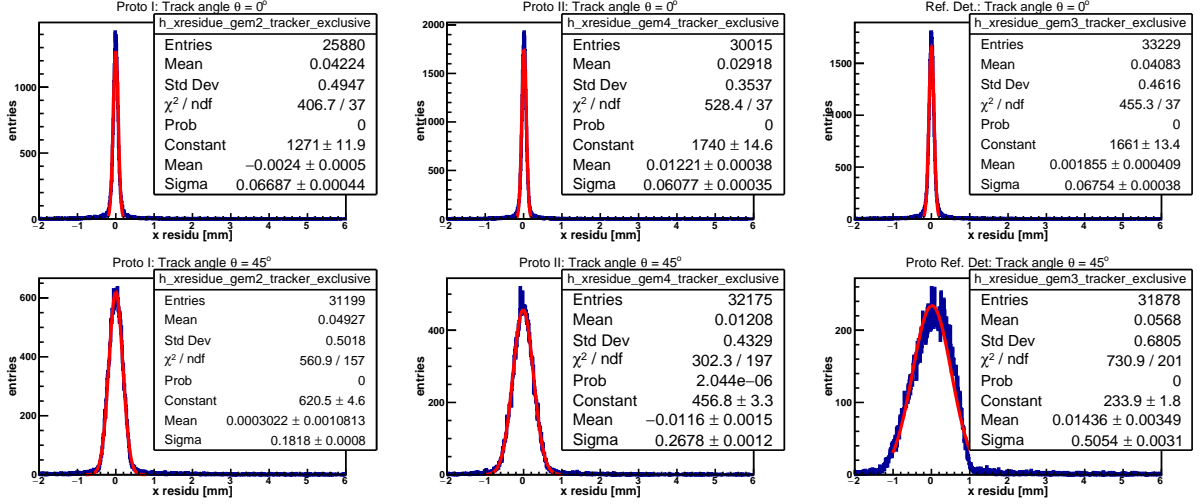 Proto I: Track angle θ = 0°
h_xresidue_gem2_tracker_exclusive
Entries 25880
Mean 0.04224
Std Dev 0.4947
χ² / ndf 406.7 / 37
Prob 0
Constant 1271 ± 11.9
Mean −0.0024 ± 0.0005
Sigma 0.06687 ± 0.00044
entries
1000
500
0
−2 −1 0 1 2 3 4 5 6
x residu [mm]
Proto II: Track angle θ = 0°
h_xresidue_gem4_tracker_exclusive
Entries 30015
Mean 0.02918
Std Dev 0.3537
χ² / ndf 528.4 / 37
Prob 0
Constant 1740 ± 14.6
Mean 0.01221 ± 0.00038
Sigma 0.06077 ± 0.00035
entries
2000
1500
1000
500
0
−2 −1 0 1 2 3 4 5 6
x residu [mm]
Ref. Det.: Track angle θ = 0°
h_xresidue_gem3_tracker_exclusive
Entries 33229
Mean 0.04083
Std Dev 0.4616
χ² / ndf 455.3 / 37
Prob 0
Constant 1661 ± 13.4
Mean 0.001855 ± 0.000409
Sigma 0.06754 ± 0.00038
entries
1500
1000
500
0
−2 −1 0 1 2 3 4 5 6
x residu [mm]
Proto I: Track angle θ = 45°
h_xresidue_gem2_tracker_exclusive
Entries 31199
Mean 0.04927
Std Dev 0.5018
χ² / ndf 560.9 / 157
Prob 0
Constant 620.5 ± 4.6
Mean 0.0003022 ± 0.0010813
Sigma 0.1818 ± 0.0008
entries
600
400
200
0
−2 −1 0 1 2 3 4 5 6
x residu [mm]
Proto II: Track angle θ = 45°
h_xresidue_gem4_tracker_exclusive
Entries 32175
Mean 0.01208
Std Dev 0.4329
χ² / ndf 302.3 / 197
Prob 2.044e−06
Constant 456.8 ± 3.3
Mean −0.0116 ± 0.0015
Sigma 0.2678 ± 0.0012
entries
400
200
0
−2 −1 0 1 2 3 4 5 6
x residu [mm]
Proto Ref. Det: Track angle θ = 45°
h_xresidue_gem3_tracker_exclusive
Entries 31878
Mean 0.0568
Std Dev 0.6805
χ² / ndf 730.9 / 201
Prob 0
Constant 233.9 ± 1.8
Mean 0.01436 ± 0.00349
Sigma 0.5054 ± 0.0031
entries
200
100
0
−2 −1 0 1 2 3 4 5 6
x residu [mm]